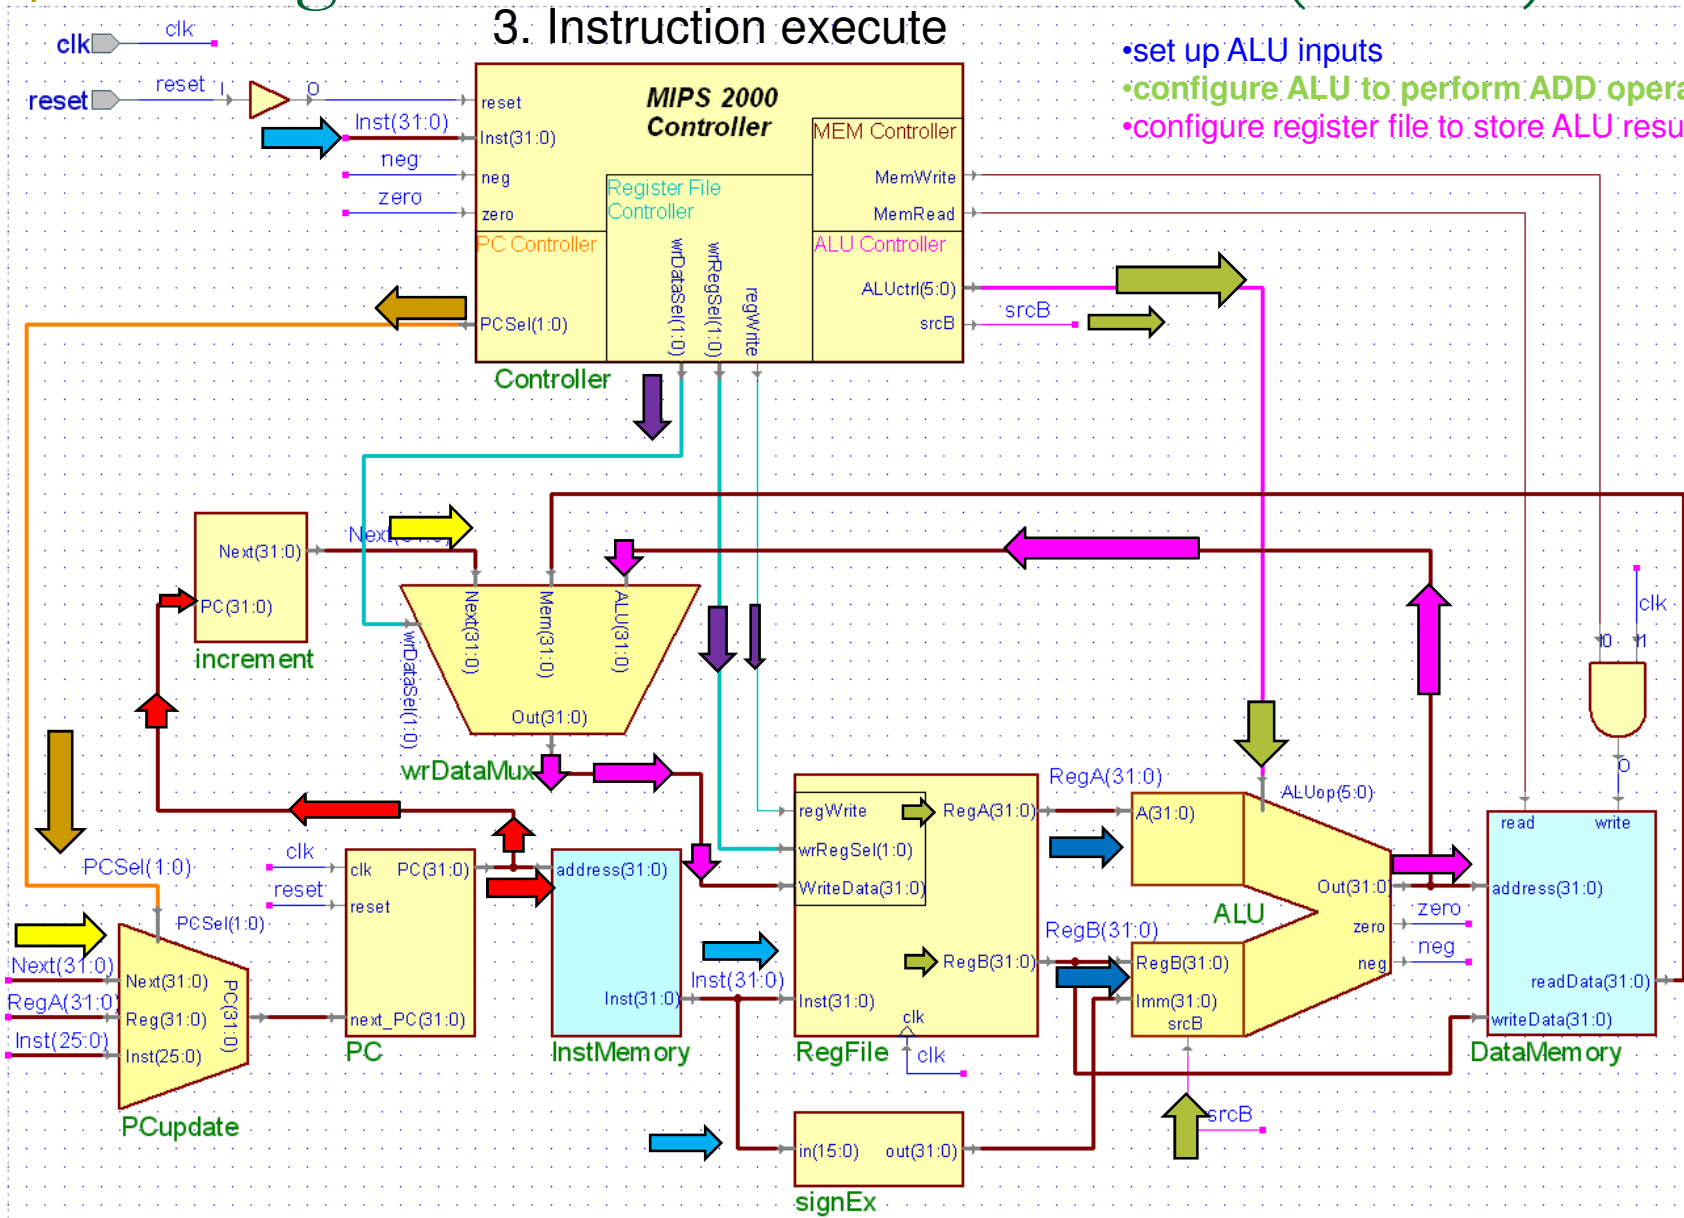 3. Instruction execute
•set up ALU inputs
•configure ALU to perform ADD opera
•configure register file to store ALU resu
clk
clk
reset
reset
I
O
Inst(31:0)
neg
zero
reset
Inst(31:0)
neg
zero
MIPS 2000
Controller
MEM Controller
MemWrite
MemRead
Register File
Controller
PC Controller
ALU Controller
wrDataSel(1:0)
wrRegSel(1:0)
regWrite
ALUctrl(5:0)
srcB
srcB
PCSel(1:0)
Controller
Next(31:0)
Next(31:0)
PC(31:0)
increment
Next(31:0)
Mem(31:0)
ALU(31:0)
wrDataSel(1:0)
Out(31:0)
wrDataMux
clk
I0
I1
O
PCSel(1:0)
PCSel(1:0)
Next(31:0)
RegA(31:0)
Inst(25:0)
Next(31:0)
Reg(31:0)
Inst(25:0)
PC(31:0)
PCupdate
clk
reset
clk
reset
PC(31:0)
next_PC(31:0)
PC
address(31:0)
Inst(31:0)
InstMemory
Inst(31:0)
regWrite
wrRegSel(1:0)
WriteData(31:0)
Inst(31:0)
RegA(31:0)
RegB(31:0)
clk
RegFile
clk
RegA(31:0)
RegB(31:0)
A(31:0)
ALUop(5:0)
RegB(31:0)
Imm(31:0)
srcB
ALU
Out(31:0)
zero
neg
zero
neg
srcB
read
write
address(31:0)
readData(31:0)
writeData(31:0)
DataMemory
in(15:0)
out(31:0)
signEx